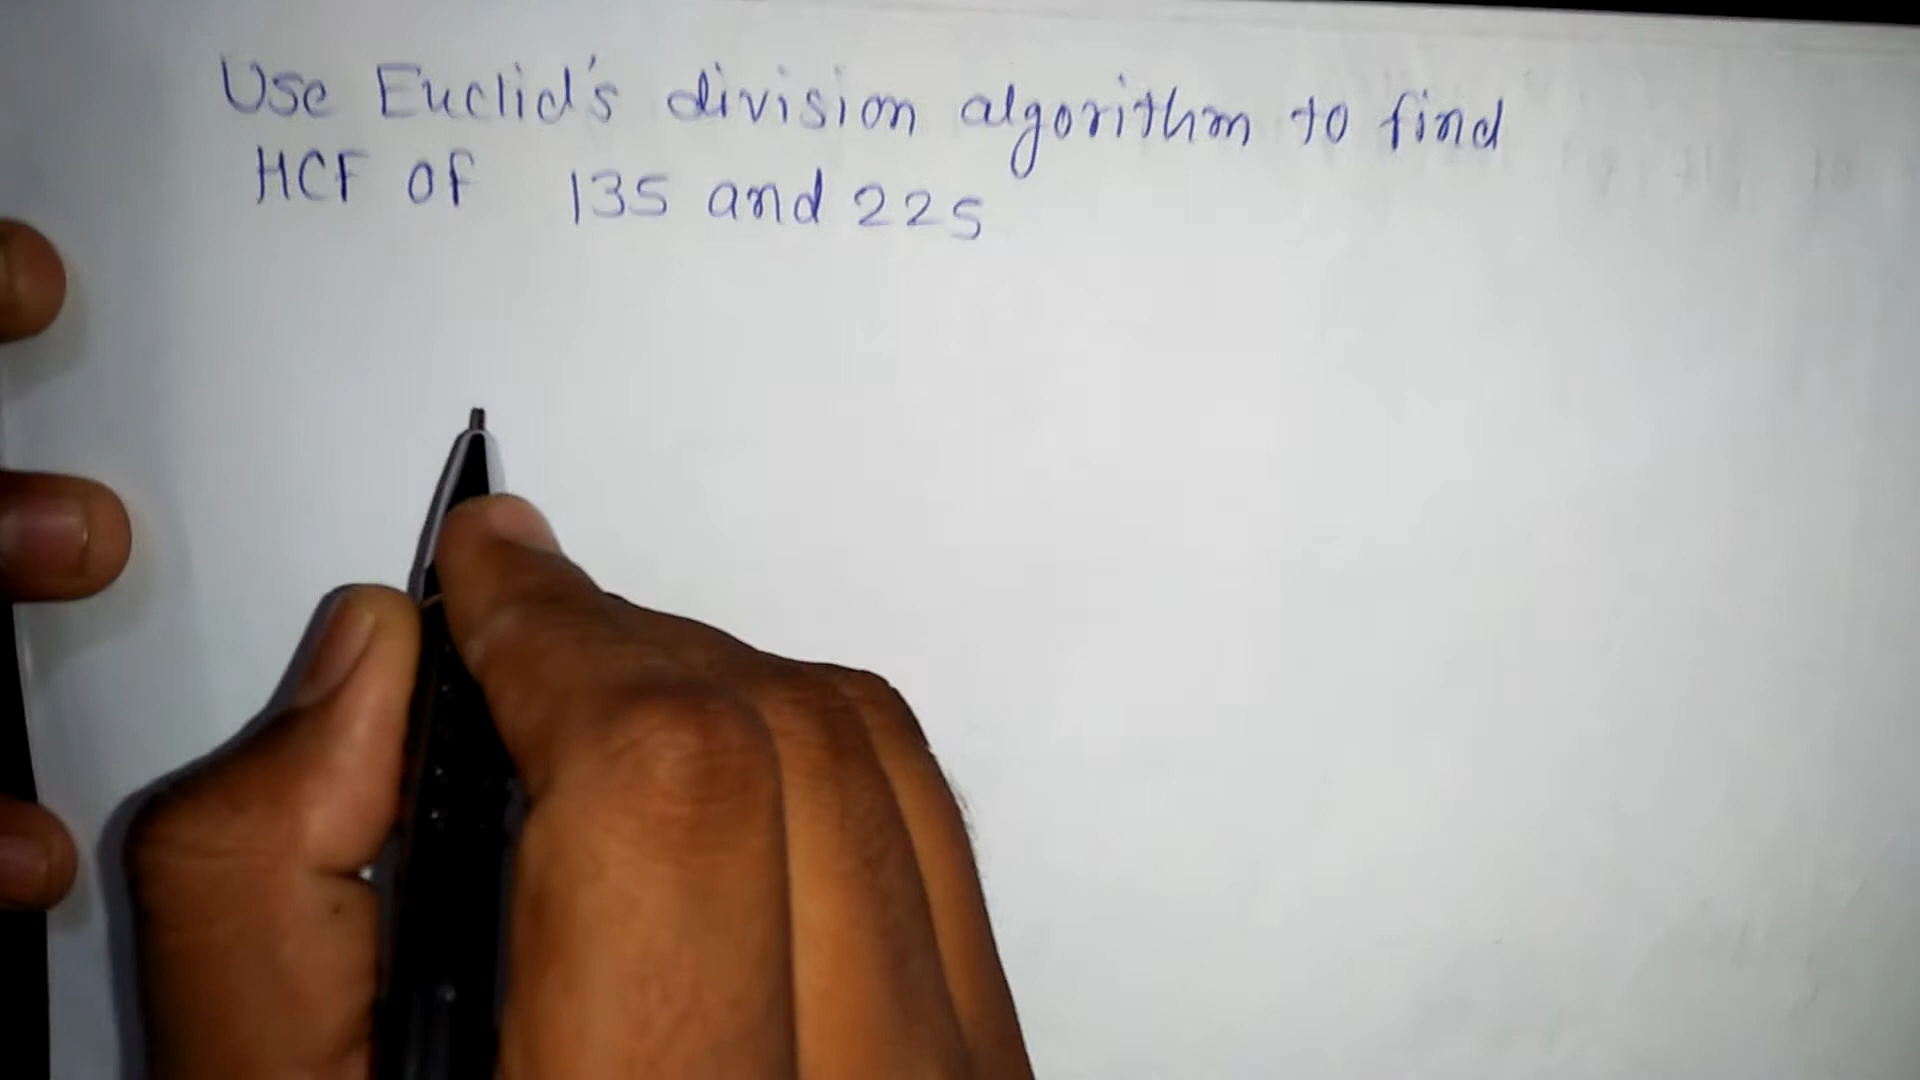 Use Euclid's division algorithm to find
HCF of 135 and 225